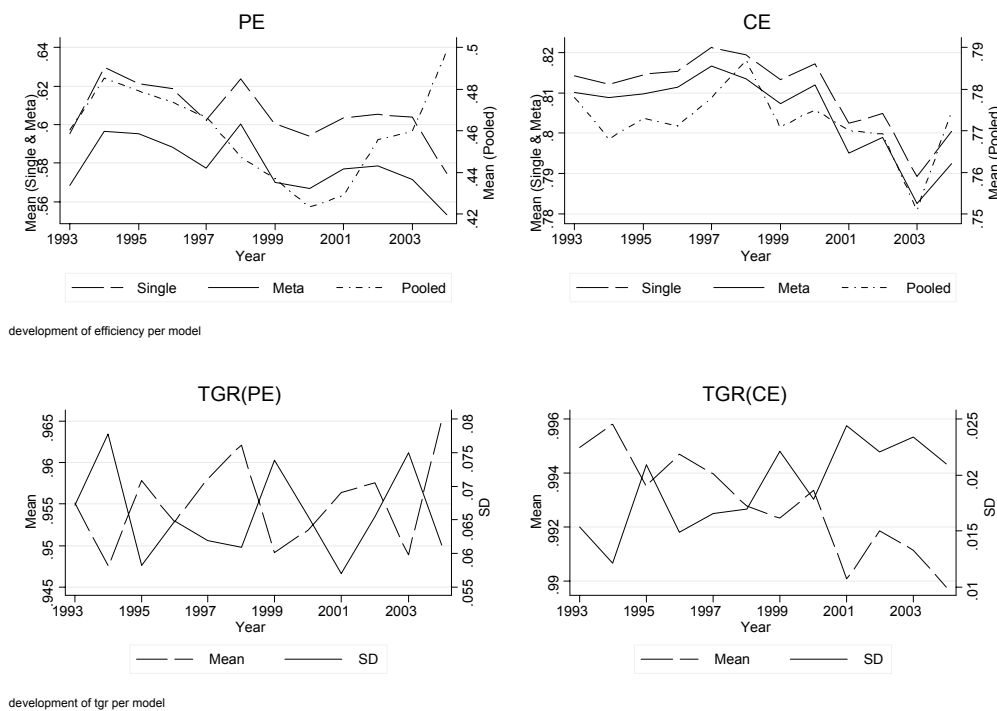 PE
Mean (Single & Meta)
.56 .58 .6 .62 .64
.42 .44 .46 .48 .5
Mean (Pooled)
1993 1995 1997 1999 2001 2003
Year
Single Meta Pooled
CE
Mean (Single & Meta)
.78 .79 .8 .81 .82
.75 .76 .77 .78 .79
Mean (Pooled)
1993 1995 1997 1999 2001 2003
Year
Single Meta Pooled
development of efficiency per model
TGR(PE)
Mean
.945 .95 .955 .96 .965
.055 .06 .065 .07 .075 .08
SD
1993 1995 1997 1999 2001 2003
Year
Mean SD
TGR(CE)
Mean
.99 .992 .994 .996
.01 .015 .02 .025
SD
1993 1995 1997 1999 2001 2003
Year
Mean SD
development of tgr per model